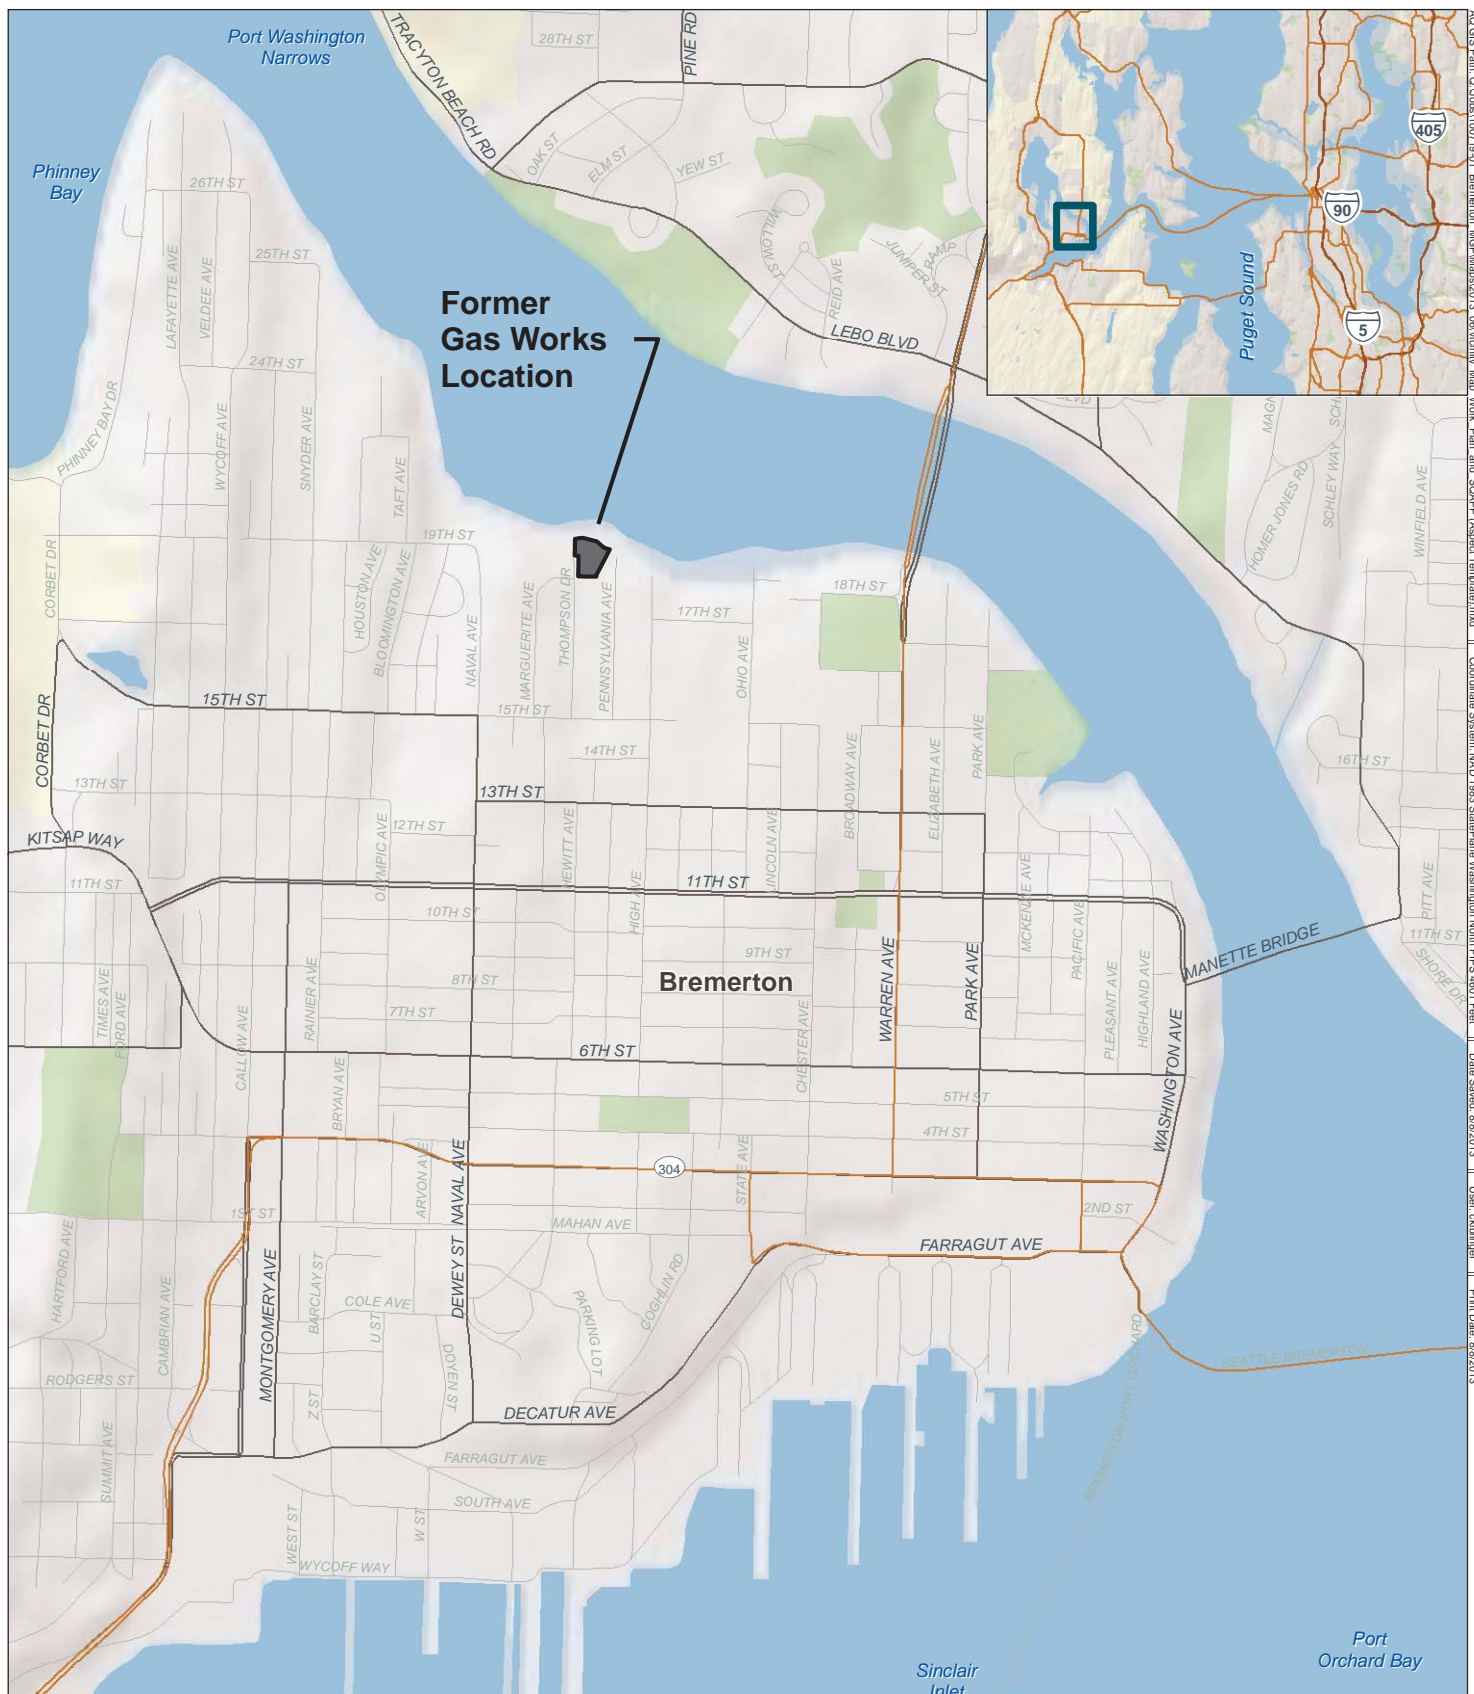 Port Washington
Narrows
TRACYTON BEACH RD
28TH ST
PINE RD
405
90
5
Puget Sound
Phinney
Bay
26TH ST
OAK ST
ELM ST
YEW ST
WILLOW ST
JUNIPER ST
RAMP
REID AVE
LEBO BLVD
BLVD
25TH ST
LAFAYETTE AVE
VELDEE AVE
24TH ST
Former
Gas Works
Location
PHINNEY BAY DR
WYCOFF AVE
SNYDER AVE
TAFT AVE
19TH ST
HOMER JONES RD
SCHLEY WAY
WINFIELD AVE
CORBET DR
HOUSTON AVE
BLOOMINGTON AVE
NAVAL AVE
MARGUERITE AVE
THOMPSON DR
PENNSYLVANIA AVE
17TH ST
18TH ST
OHIO AVE
CORBET DR
15TH ST
15TH ST
14TH ST
13TH ST
13TH ST
BROADWAY AVE
ELIZABETH AVE
PARK AVE
16TH ST
KITSAP WAY
12TH ST
OLYMPIC AVE
HEWITT AVE
LINCOLN AVE
11TH ST
11TH ST
HIGH AVE
MCKENZIE AVE
PACIFIC AVE
PITT AVE
11TH ST
SHORE DR
10TH ST
9TH ST
8TH ST
7TH ST
Bremerton
WARREN AVE
PARK AVE
MANETTE BRIDGE
TIMES AVE
FORD AVE
CALLOW AVE
RAINIER AVE
CHESTER AVE
PLEASANT AVE
HIGHLAND AVE
WASHINGTON AVE
6TH ST
BRYAN AVE
5TH ST
4TH ST
304
STATE AVE
ARVON AVE
DEWEY ST
NAVAL AVE
1ST ST
MAHAN AVE
2ND ST
FARRAGUT AVE
HARTFORD AVE
CAMBRIAN AVE
MONTGOMERY AVE
BARCLAY ST
COLE AVE
U ST
COGHLIN RD
PARKING LOT
DOYEN ST
Z ST
RODGERS ST
SUMMIT AVE
DECATUR AVE
FARRAGUT AVE
SOUTH AVE
WEST ST
W ST
WYCOFF WAY
BREMERTON PORT ORCHARD
SEATTLE BREMERTON
Port
Orchard Bay
Sinclair
Inlet